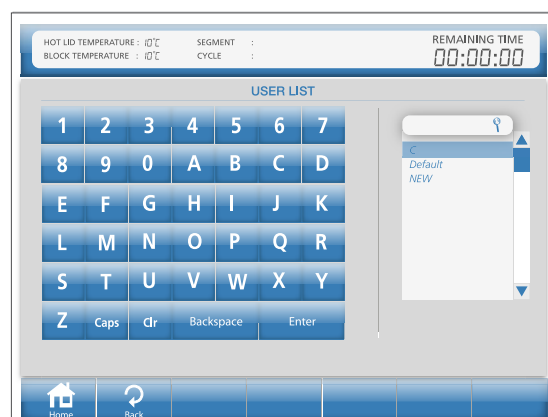 HOT LID TEMPERATURE : 10°C SEGMENT :
BLOCK TEMPERATURE : 10°C CYCLE :
REMAINING TIME
00:00:00
USER LIST
1 2 3 4 5 6 7
8 9 0 A B C D
E F G H I J K
L M N O P Q R
S T U V W X Y
Z Caps Clr Backspace Enter
C
Default
NEW
Home Back